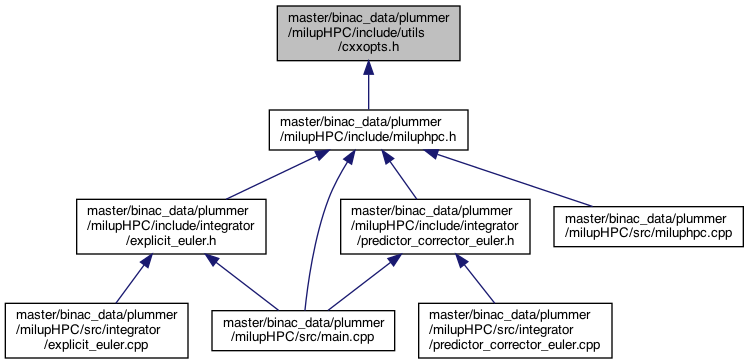 master/binac_data/plummer
/milupHPC/include/utils
/cxxopts.h
master/binac_data/plummer
/milupHPC/include/miluphpc.h
master/binac_data/plummer
/milupHPC/include/integrator
/explicit_euler.h
master/binac_data/plummer
/milupHPC/include/integrator
/predictor_corrector_euler.h
master/binac_data/plummer
/milupHPC/src/miluphpc.cpp
master/binac_data/plummer
/milupHPC/src/integrator
/explicit_euler.cpp
master/binac_data/plummer
/milupHPC/src/main.cpp
master/binac_data/plummer
/milupHPC/src/integrator
/predictor_corrector_euler.cpp